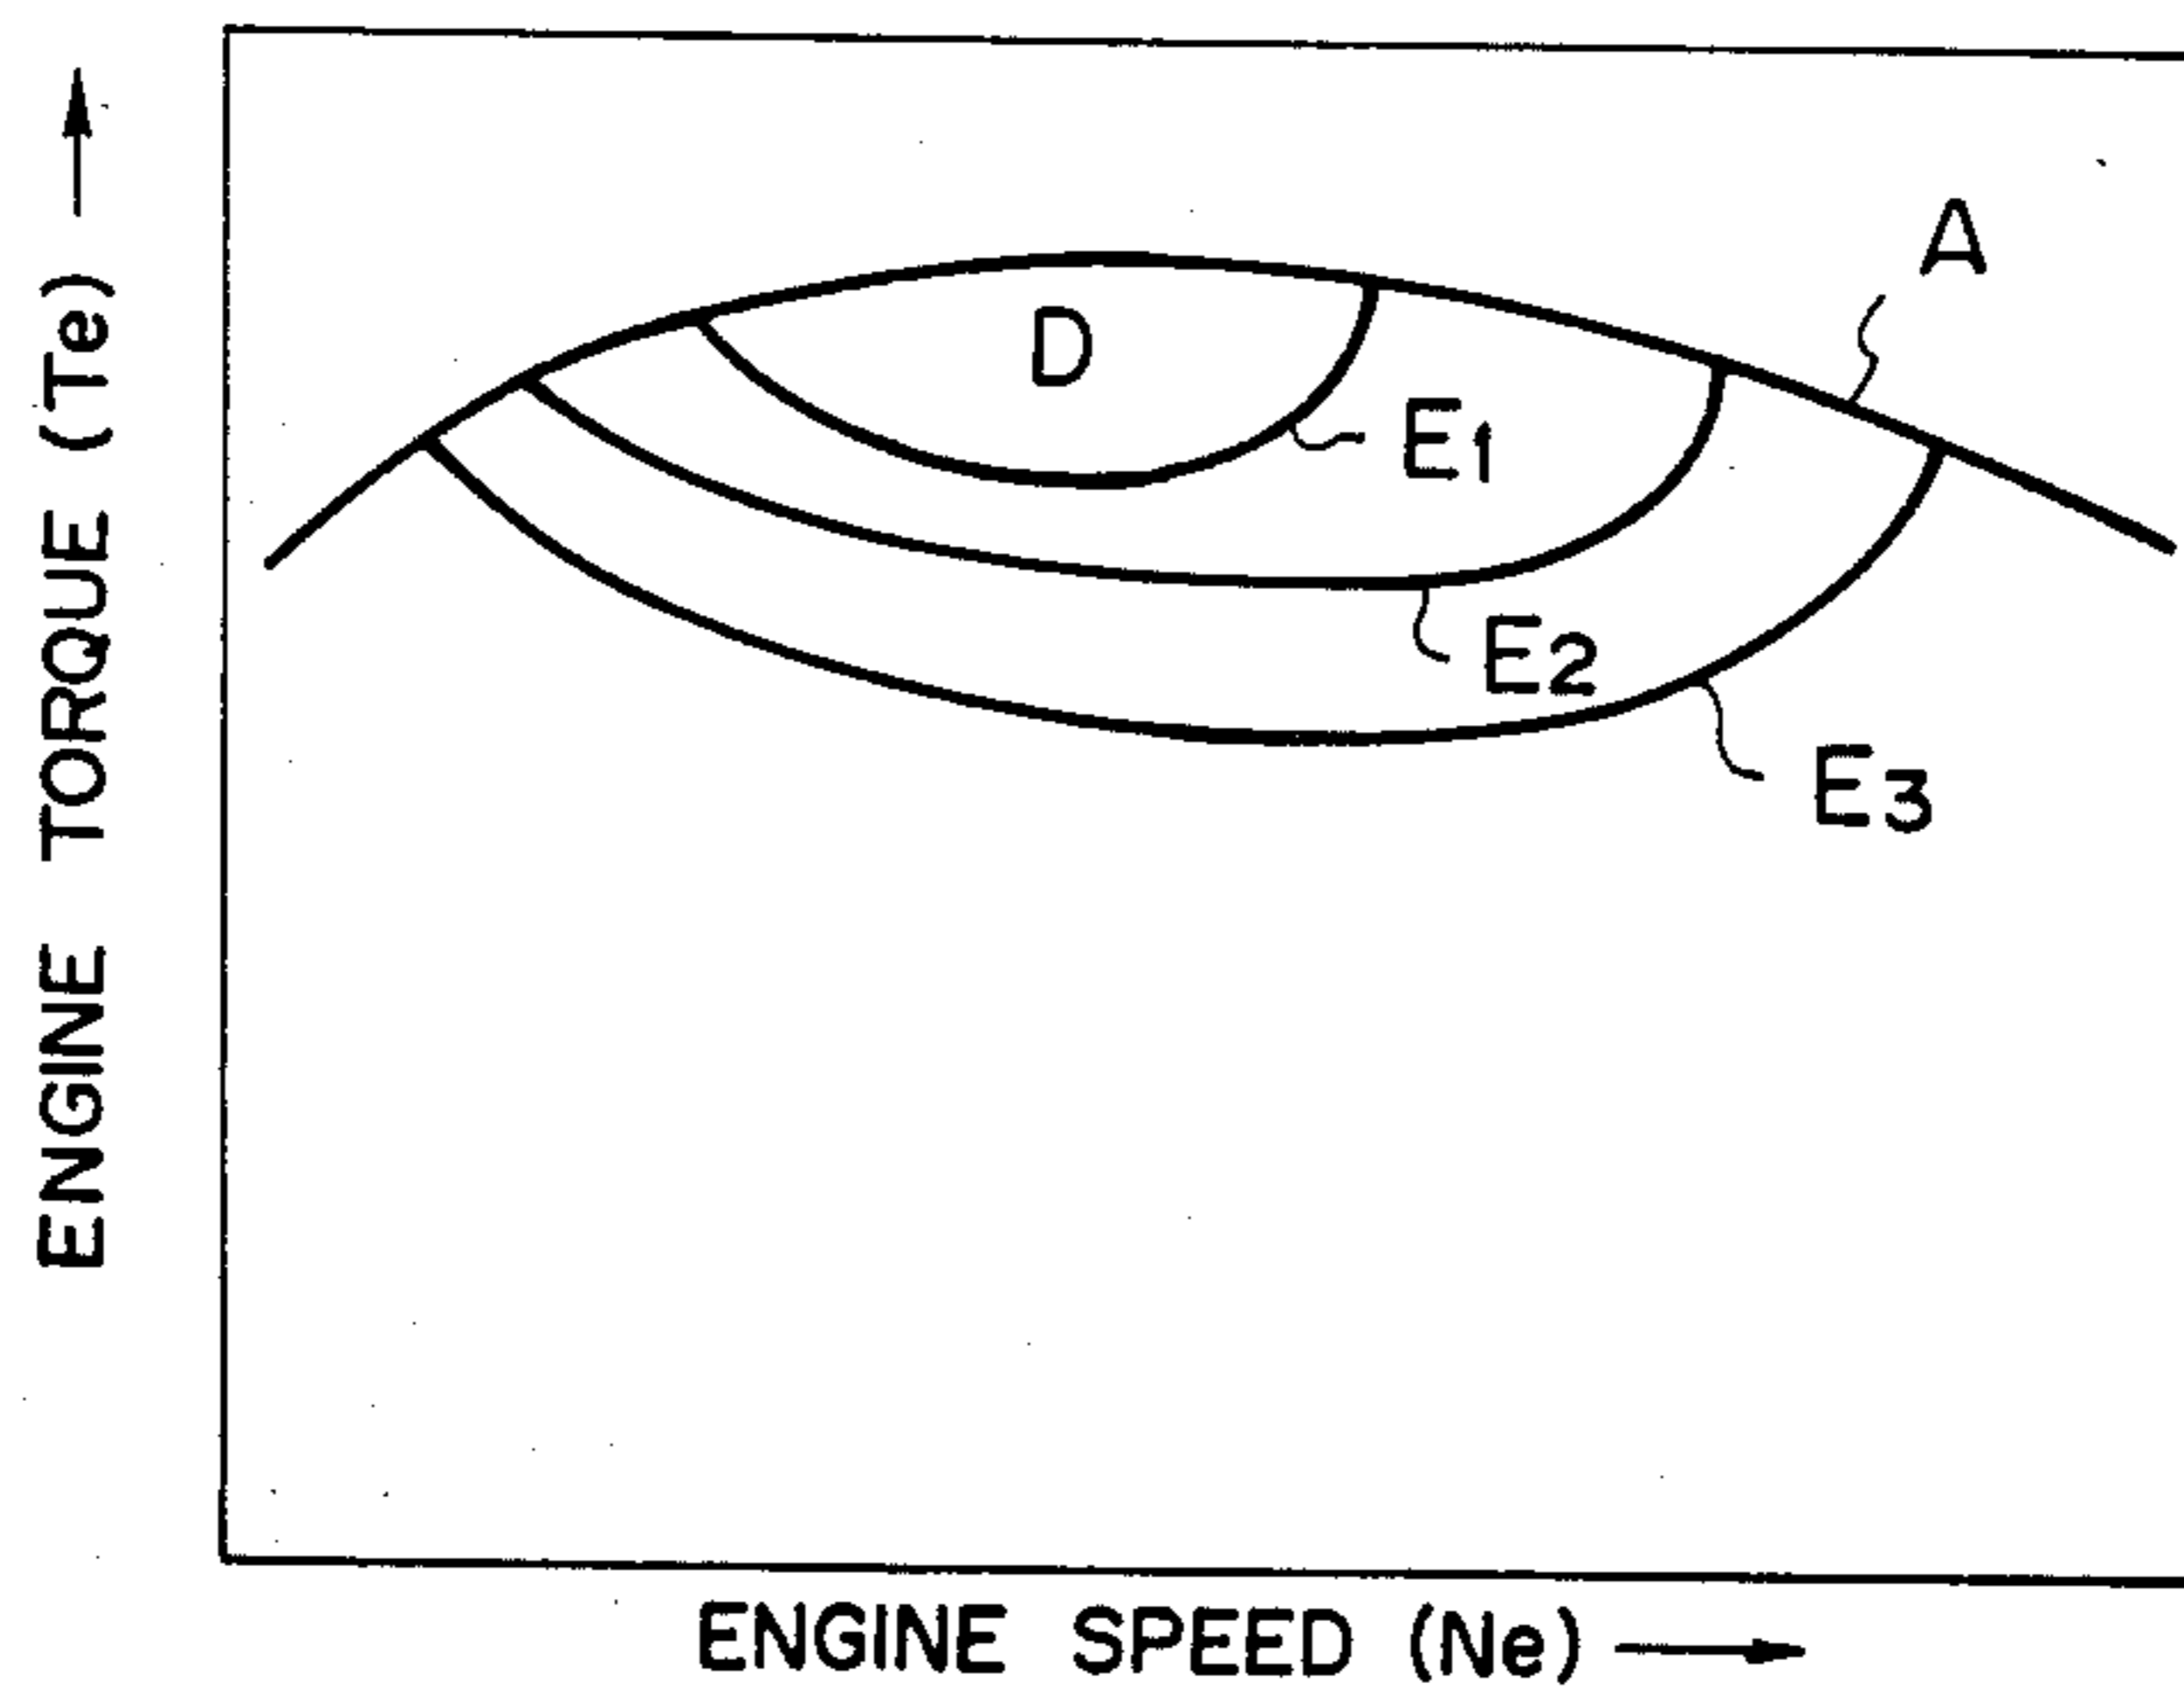 ENGINE TORQUE (Te)
A
D
E1
E2
E3
ENGINE SPEED (Ne)